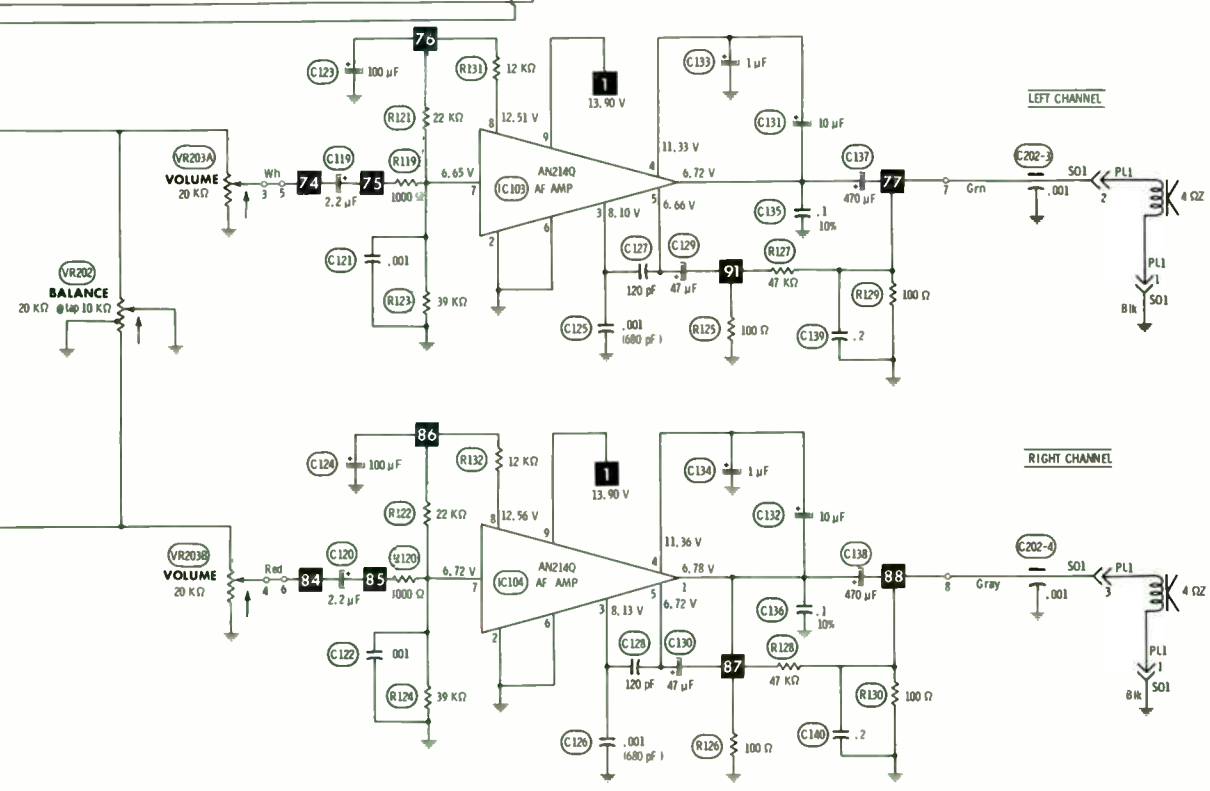 76
C123
+
100 µF
R131
12 KΩ
1
13.90 V
C133
+
1 µF
LEFT CHANNEL
R121
22 KΩ
8
12.51 V
9
C131
+
10 µF
VR203A
VOLUME
20 KΩ
Wh
3 5
74
C119
+
2.2 µF
75
R119
1000 Ω
6.65 V
7
AN214Q
IC103
AF AMP
11.33 V
4
6.72 V
C137
+
470 µF
77
7
Grn
C202-3
.001
SO1
PL1
2
4 ΩZ
3
8.10 V
5
6.66 V
C135
.1
10%
2
6
C121
.001
C127
120 pF
C129
+
47 µF
91
R127
47 KΩ
PL1
1
SO1
Blk
VR202
BALANCE
20 KΩ @tap 10 KΩ
R123
39 KΩ
C125
.001
(680 pF)
R125
100 Ω
R129
100 Ω
C139
.2
86
C124
+
100 µF
R132
12 KΩ
1
13.90 V
C134
+
1 µF
RIGHT CHANNEL
R122
22 KΩ
8
12.56 V
9
C132
+
10 µF
VR203B
VOLUME
20 KΩ
Red
4 6
84
C120
+
2.2 µF
85
R120
1000 Ω
6.72 V
7
AN214Q
IC104
AF AMP
11.36 V
4
6.78 V
1
C138
+
470 µF
88
8
Gray
C202-4
.001
SO1
PL1
3
4 ΩZ
3
8.13 V
5
6.72 V
C136
.1
10%
2
6
C122
001
C128
120 pF
C130
+
47 µF
87
R128
47 KΩ
PL1
1
SO1
Blk
R124
39 KΩ
R130
100 Ω
C126
.001
(680 pF)
R126
100 Ω
C140
.2